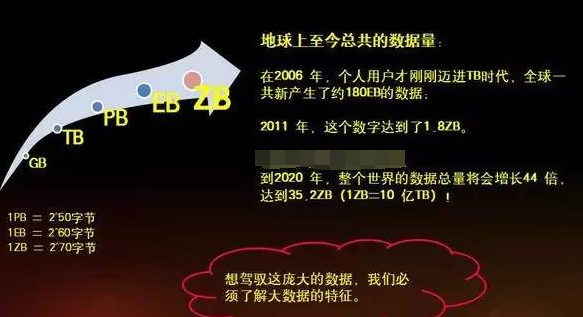 地球上至今总共的数据量:
在2006 年，个人用户才刚刚迈进TB时代，全球一
共新产生了约180EB的数据;
2011 年，这个数字达到了1.8ZB。
到2020 年，整个世界的数据总量将会增长44 倍，
达到35.2ZB（1ZB=10 亿TB）!
GB
TB
PB
EB
ZB
1PB = 2^50字节
1EB = 2^60字节
1ZB = 2^70字节
想驾驭这庞大的数据，我们必
须了解大数据的特征。